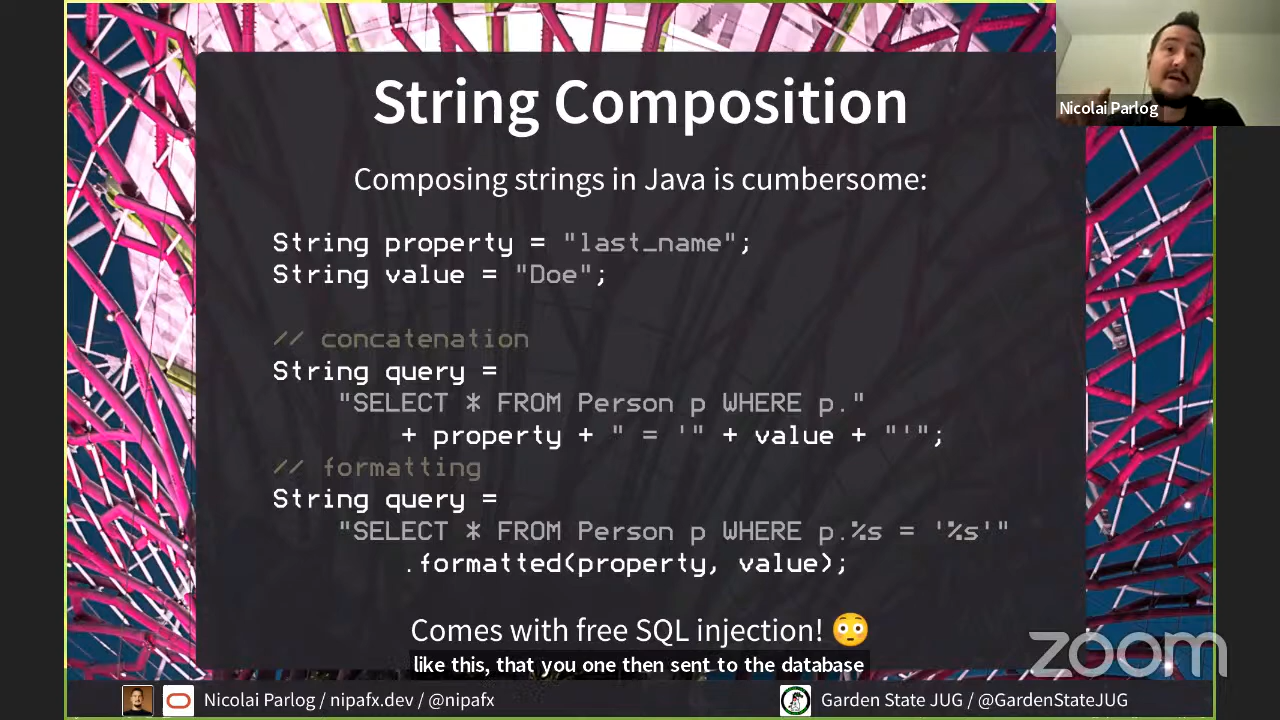 String Composition
Nicolai Parlog
Composing strings in Java is cumbersome:
String property = "last_name";
String value = "Doe";
// concatenation
String query =
"SELECT * FROM Person p WHERE p."
+ property + " = '" + value + "'";
// formatting
String query =
"SELECT * FROM Person p WHERE p.%s = '%s'"
.formatted(property, value);
Comes with free SQL injection! 😳
like this, that you one then sent to the database
zoom
Nicolai Parlog / nipafx.dev / @nipafx
Garden State JUG / @GardenStateJUG